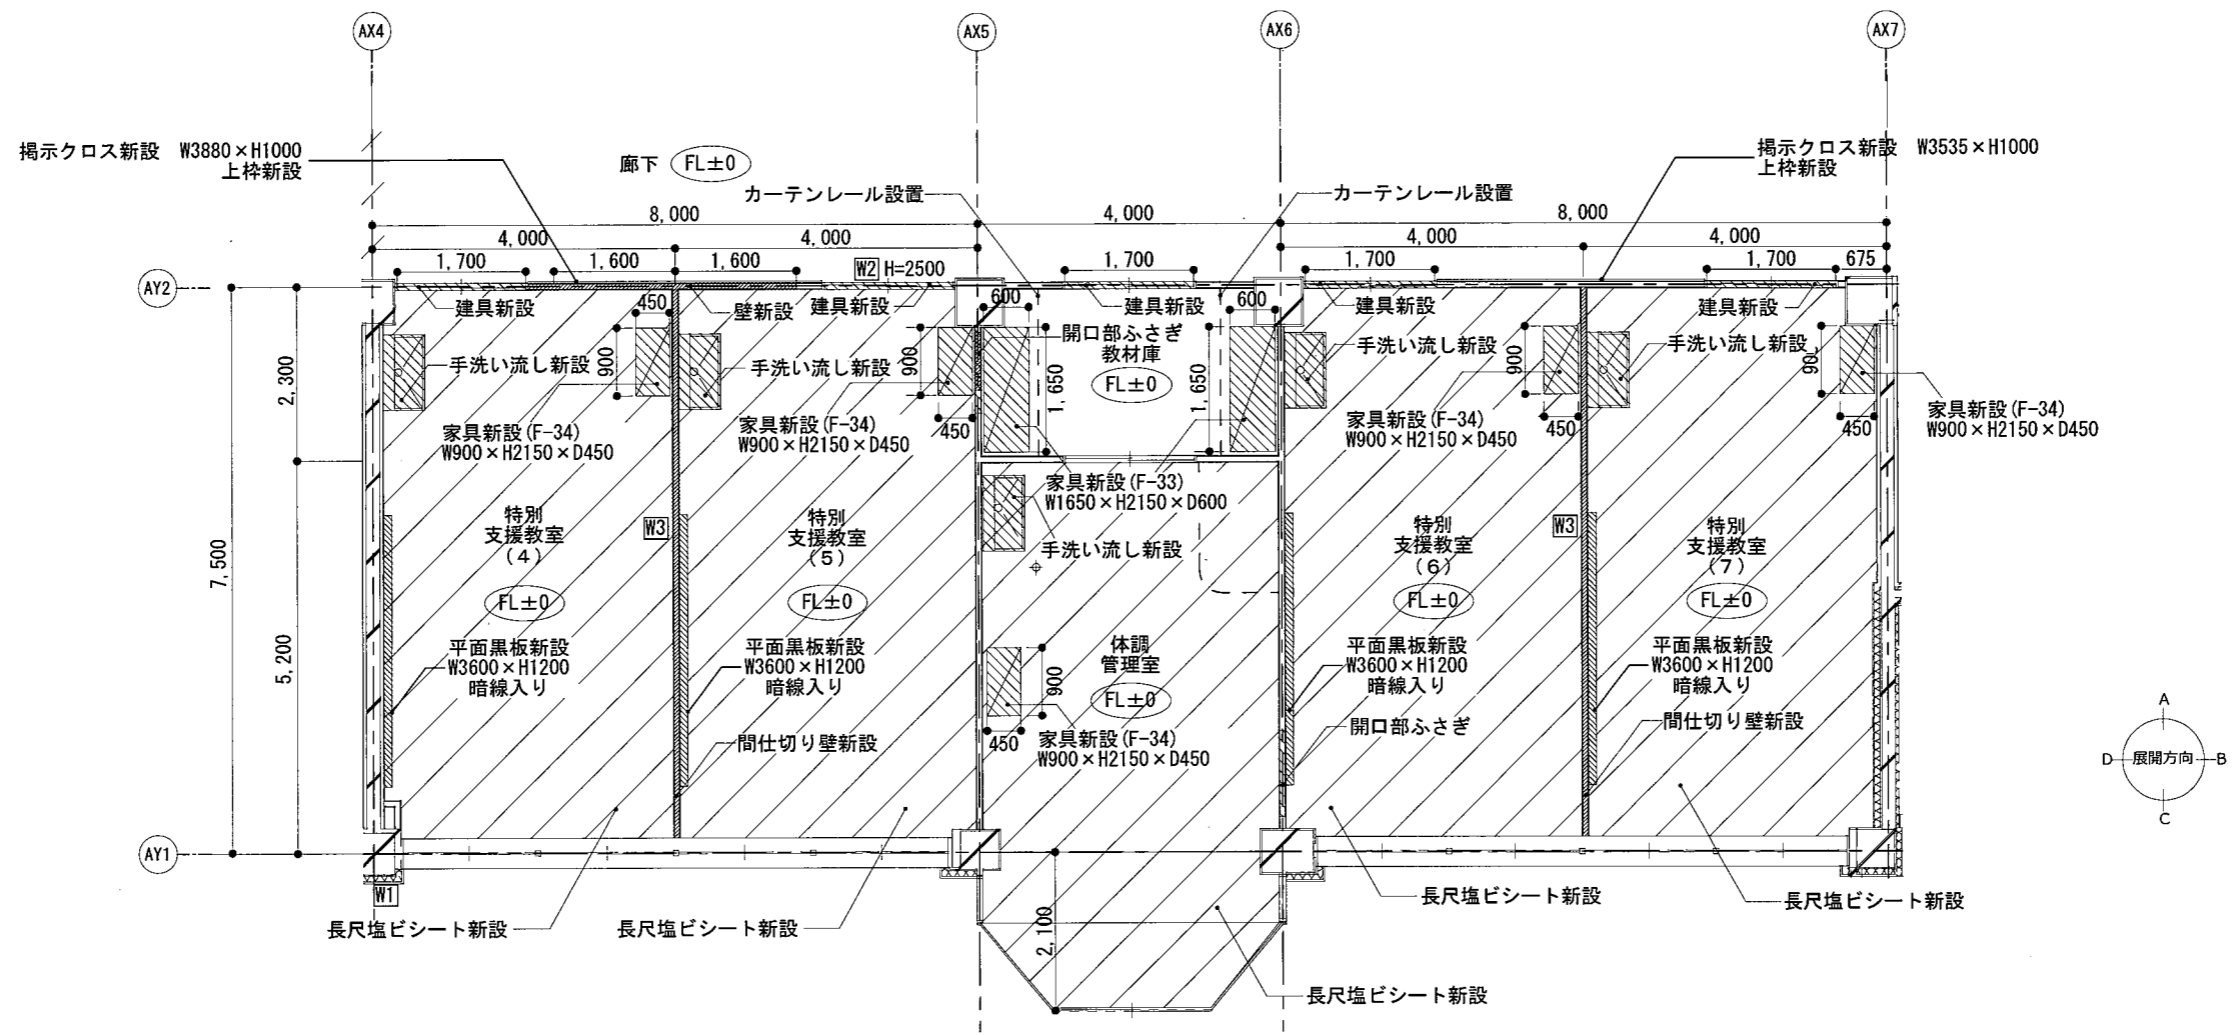 AX4
AX5
AX6
AX7
掲示クロス新設 W3880×H1000
上枠新設
廊下 FL±0
カーテンレール設置
カーテンレール設置
掲示クロス新設 W3535×H1000
上枠新設
8,000
4,000
8,000
4,000
4,000
4,000
4,000
1,700
1,600
1,600
W2 H=2500
1,700
1,700
1,700
675
AY2
建具新設
450
壁新設
建具新設
600
建具新設
600
建具新設
建具新設
手洗い流し新設
900
手洗い流し新設
900
開口部ふさぎ
教材庫
FL±0
1,650
1,650
手洗い流し新設
900
手洗い流し新設
2,300
家具新設(F-34)
W900×H2150×D450
家具新設(F-34)
W900×H2150×D450
450
家具新設(F-34)
W900×H2150×D450
450
450
家具新設(F-34)
W900×H2150×D450
家具新設(F-33)
W1650×H2150×D600
手洗い流し新設
特別
支援教室
(4)
FL±0
W3
特別
支援教室
(5)
FL±0
特別
支援教室
(6)
FL±0
W3
特別
支援教室
(7)
FL±0
7,500
5,200
平面黒板新設
W3600×H1200
暗線入り
平面黒板新設
W3600×H1200
暗線入り
体調
管理室
FL±0
900
450
家具新設(F-34)
W900×H2150×D450
平面黒板新設
W3600×H1200
暗線入り
平面黒板新設
W3600×H1200
暗線入り
間仕切り壁新設
開口部ふさぎ
間仕切り壁新設
A
D
展開方向
B
C
AY1
W1
長尺塩ビシート新設
長尺塩ビシート新設
2,100
長尺塩ビシート新設
長尺塩ビシート新設
長尺塩ビシート新設